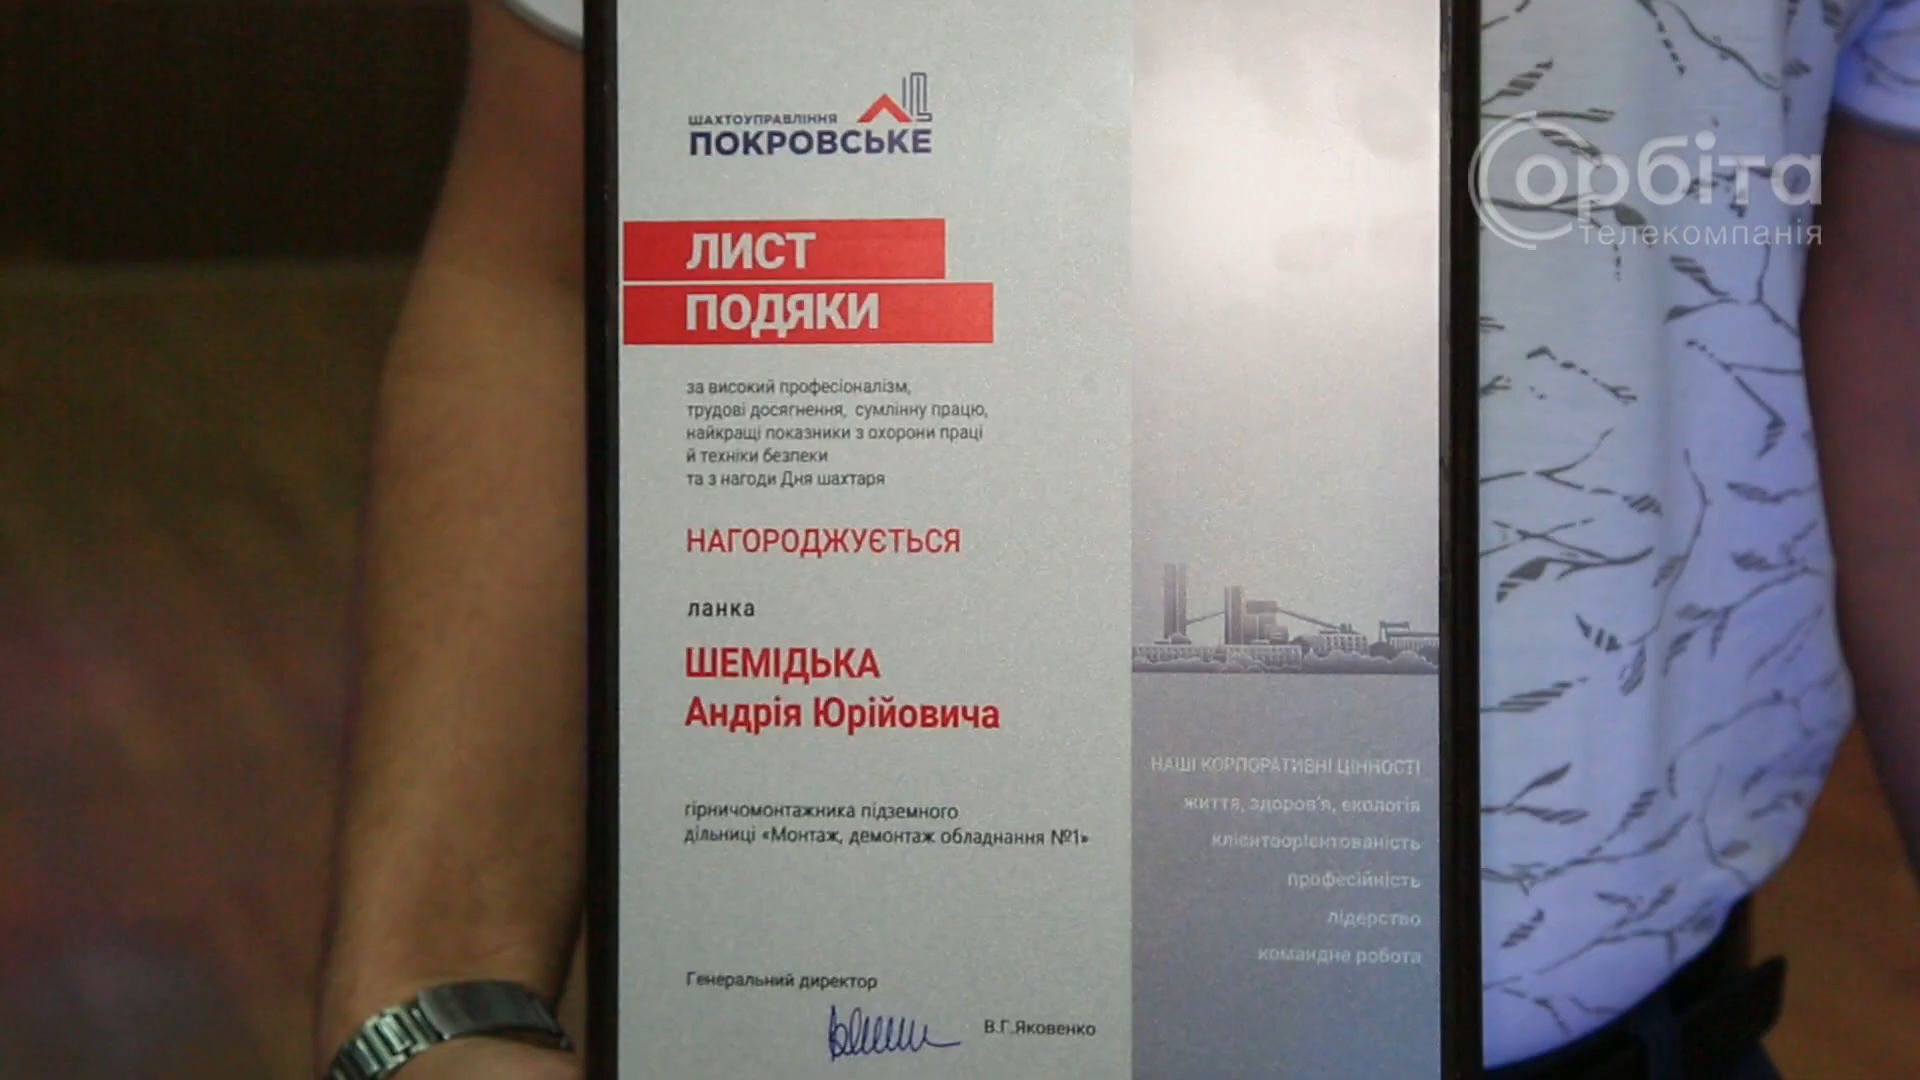 ШАХТОУПРАВЛІННЯ
ПОКРОВСЬКЕ
орбіта
телекомпанія
ЛИСТ
ПОДЯКИ
за високий професіоналізм,
трудові досягнення, сумлінну працю,
найкращі показники з охорони праці
й техніки безпеки
та з нагоди Дня шахтаря
НАГОРОДЖУЄТЬСЯ
ланка
ШЕМІДЬКА
Андрія Юрійовича
гірничомонтажника підземного
дільниці «Монтаж, демонтаж обладнання №1»
Генеральний директор
В.Г.Яковенко
НАШІ КОРПОРАТИВНІ ЦІННОСТІ
життя, здоров'я, екологія
клієнтоорієнтованість
професійність
лідерство
командна робота